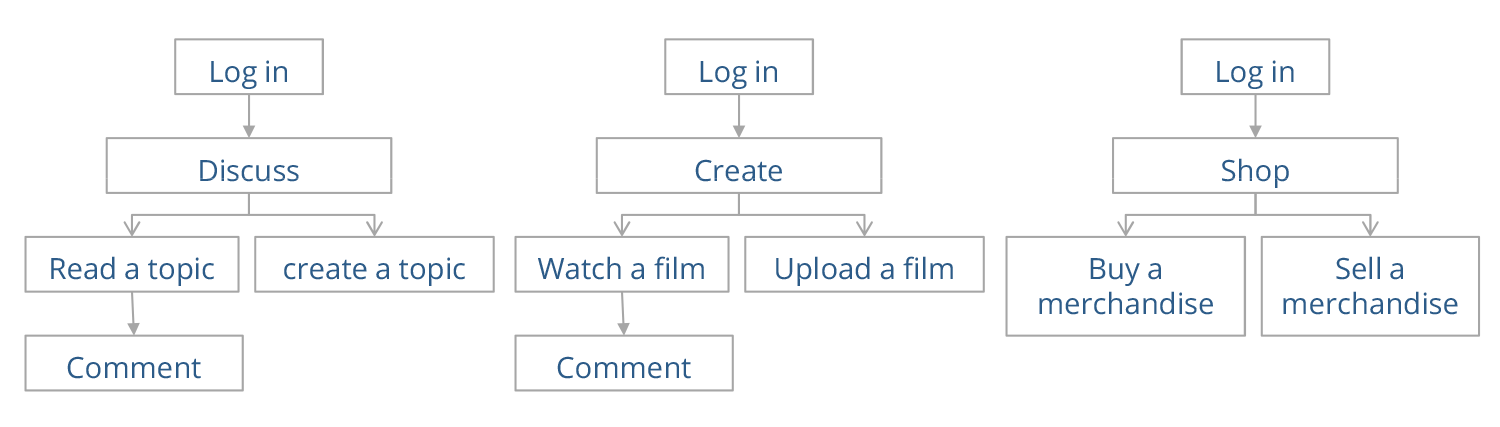 Log in
Discuss
Read a topic
create a topic
Comment
Log in
Create
Watch a film
Upload a film
Comment
Log in
Shop
Buy a
merchandise
Sell a
merchandise